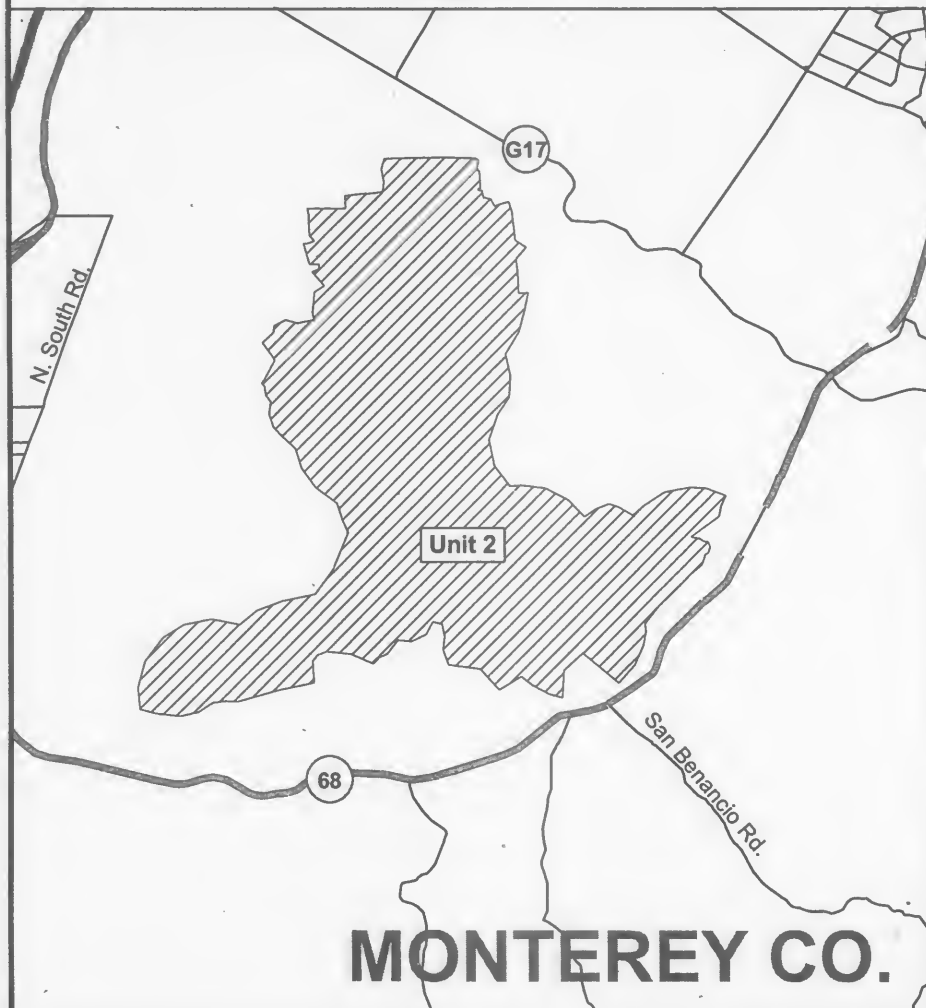 G17
N. South Rd.
Unit 2
San Benancio Rd.
68
MONTEREY CO.